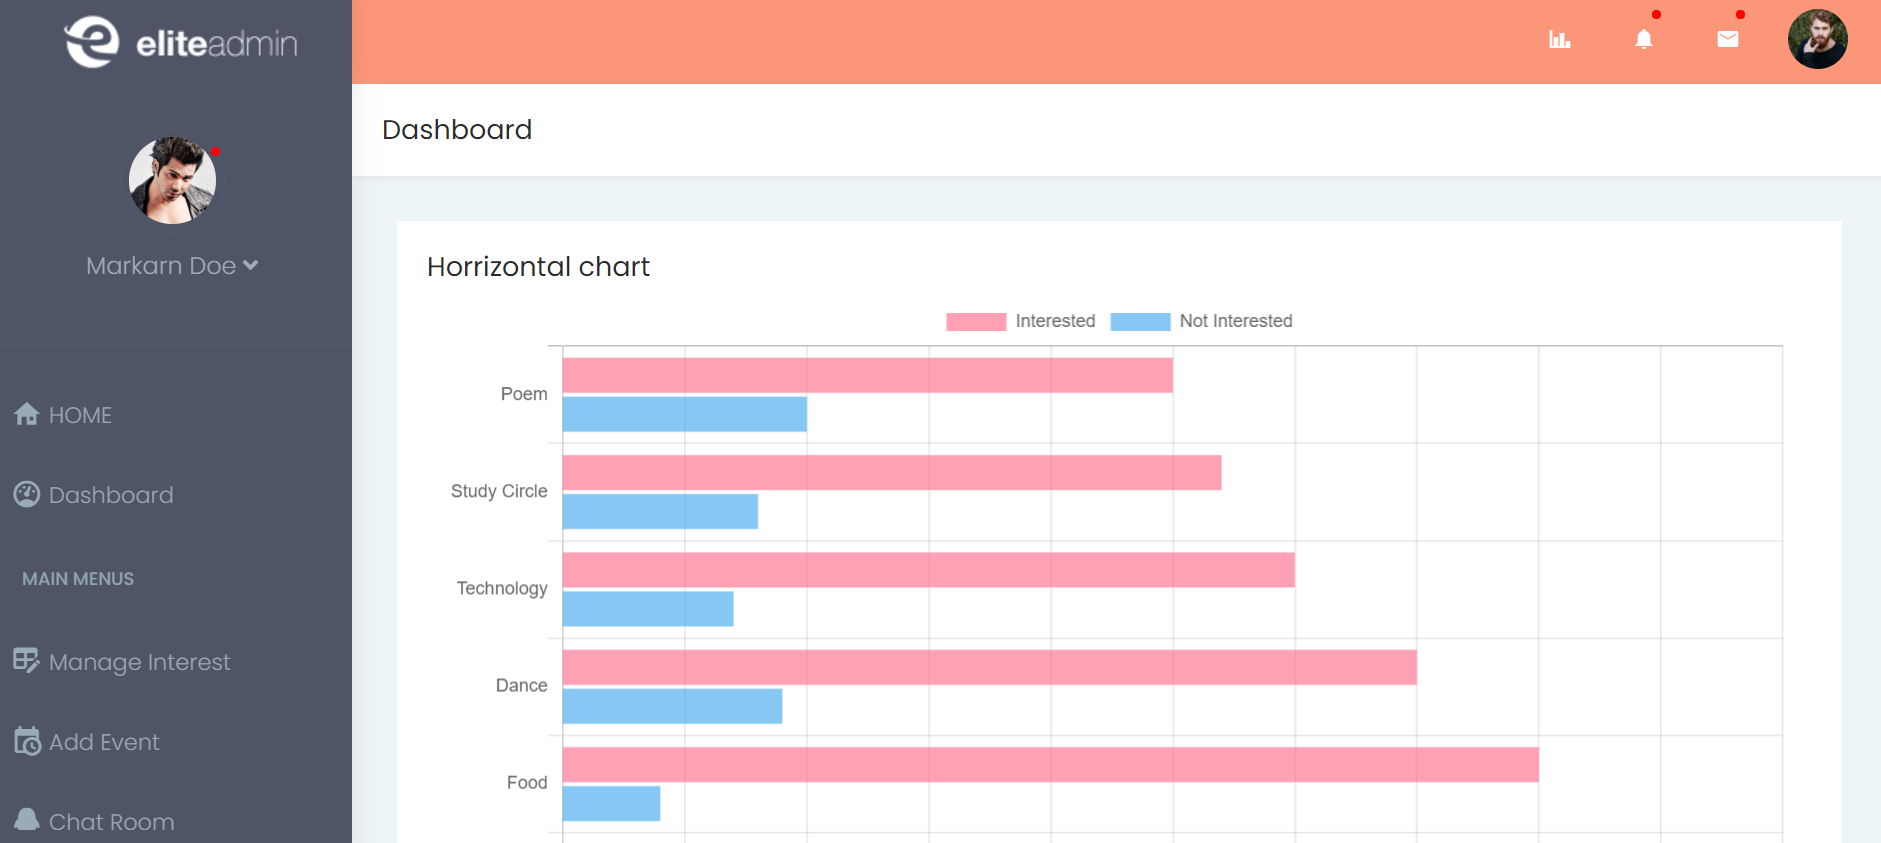 eliteadmin
Markarn Doe
HOME
Dashboard
MAIN MENUS
Manage Interest
Add Event
Chat Room
Dashboard
Horrizontal chart
Interested Not Interested
Poem
Study Circle
Technology
Dance
Food